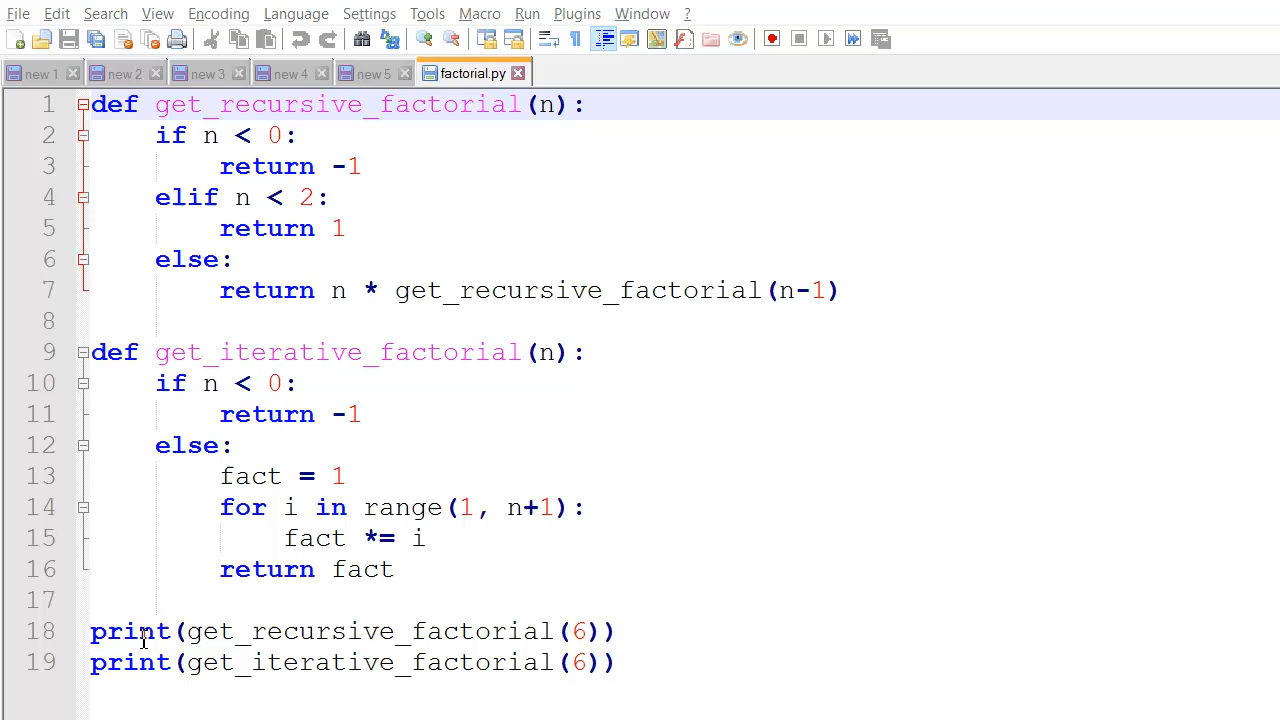 File Edit Search View Encoding Language Settings Tools Macro Run Plugins Window ?
new 1 new 2 new 3 new 4 new 5 factorial.py
1 def get_recursive_factorial(n):
2     if n < 0:
3         return -1
4     elif n < 2:
5         return 1
6     else:
7         return n * get_recursive_factorial(n-1)
8
9 def get_iterative_factorial(n):
10     if n < 0:
11         return -1
12     else:
13         fact = 1
14         for i in range(1, n+1):
15             fact *= i
16         return fact
17
18 print(get_recursive_factorial(6))
19 print(get_iterative_factorial(6))